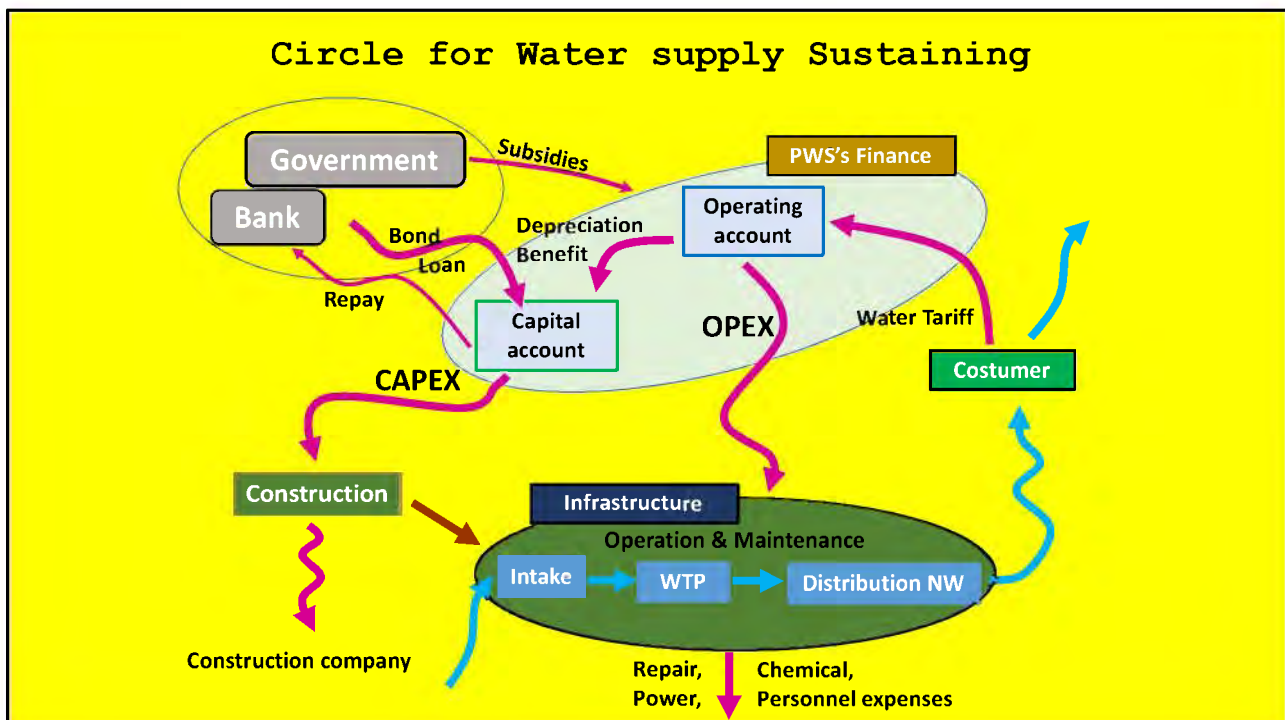 Circle for Water supply Sustaining
Government
Bank
Subsidies
PWS's Finance
Operating
account
Depreciation
Benefit
Bond
Loan
Repay
Capital
account
OPEX
Water Tariff
Costumer
CAPEX
Construction
Infrastructure
Operation & Maintenance
Intake
WTP
Distribution NW
Construction company
Repair,
Power,
Chemical,
Personnel expenses